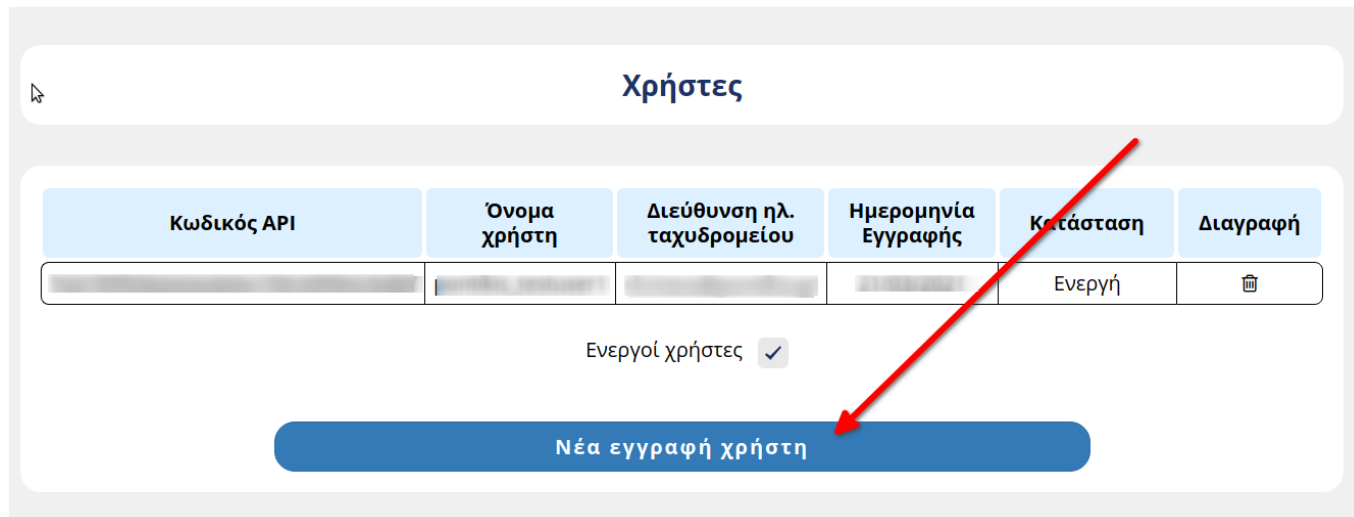 Χρήστες
Κωδικός API
Όνομα
χρήστη
Διεύθυνση ηλ.
ταχυδρομείου
Ημερομηνία
Εγγραφής
Κατάσταση
Διαγραφή
Ενεργή
Ενεργοί χρήστες
Νέα εγγραφή χρήστη